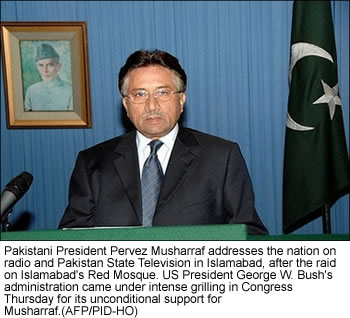 Pakistani President Pervez Musharraf addresses the nation on
radio and Pakistan State Television in Islamabad, after the raid
on Islamabad's Red Mosque. US President George W. Bush's
administration came under intense grilling in Congress
Thursday for its unconditional support for
Musharraf.(AFP/PID-HO)